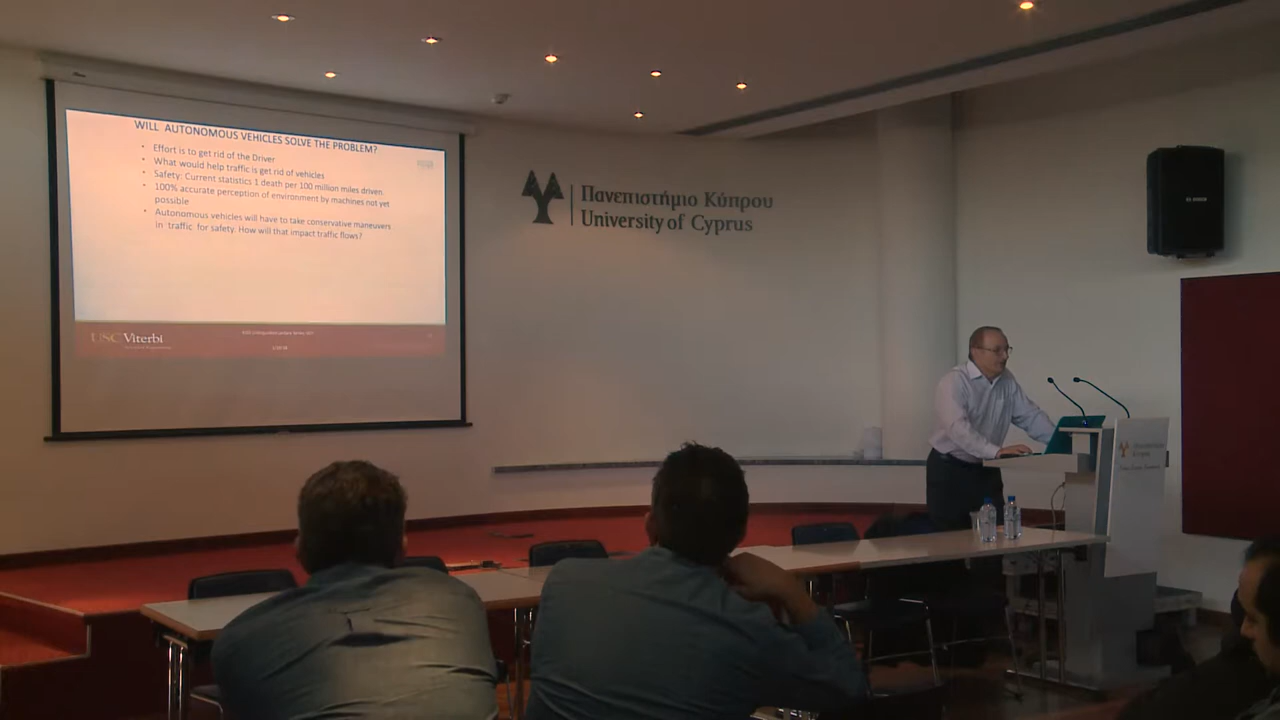 WILL AUTONOMOUS VEHICLES SOLVE THE PROBLEM?
• Effort is to get rid of the Driver
• What would help traffic is get rid of vehicles
• Safety: Current statistics 1 death per 100 million miles driven.
• 100% accurate perception of environment by machines not yet
possible
• Autonomous vehicles will have to take conservative maneuvers
in traffic for safety. How will that impact traffic flows?
USC Viterbi
Πανεπιστήμιο Κύπρου
University of Cyprus
BOSCH